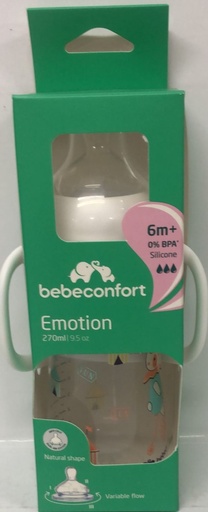 6m+
0% BPA*
Silicone
bebeconfort
Emotion
270ml | 9.5 oz
Natural shape
Variable flow